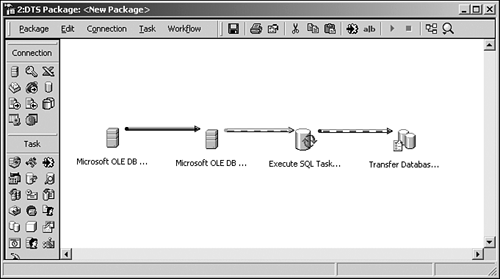 2:DTS Package: <New Package>
Package Edit Connection Task Workflow
alb
Connection
Task
Microsoft OLE DB ... Microsoft OLE DB ... Execute SQL Task... Transfer Databas...